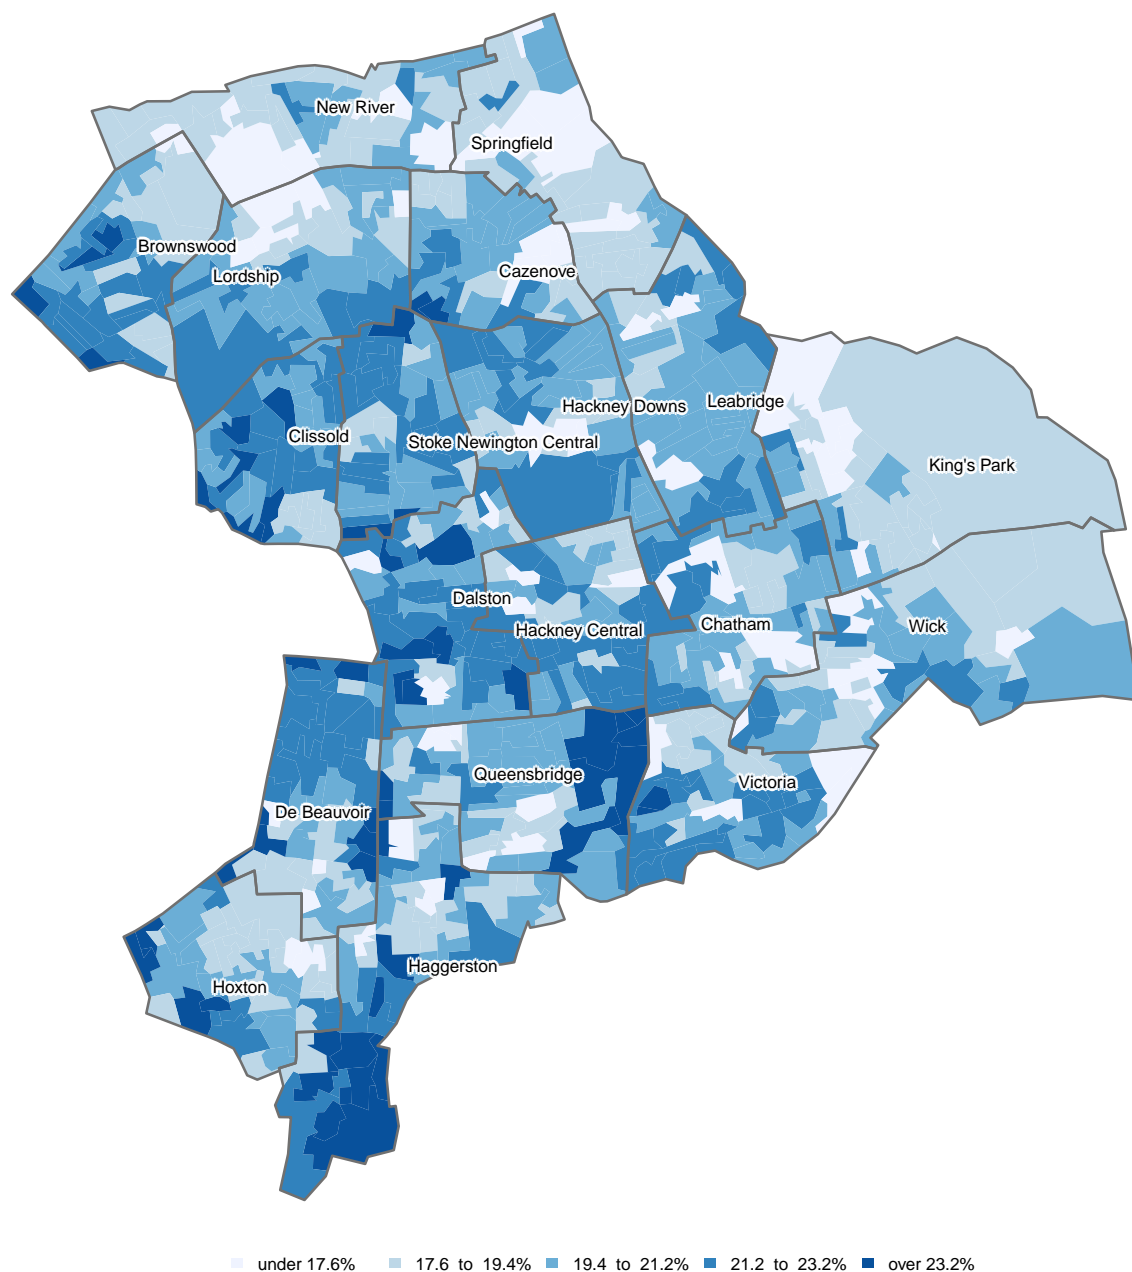 New River
Springfield
Brownswood
Lordship
Cazenove
Hackney Downs
Leabridge
Clissold
Stoke Newington Central
King's Park
Dalston
Hackney Central
Chatham
Wick
Queensbridge
Victoria
De Beauvoir
Haggerston
Hoxton
under 17.6% 17.6 to 19.4% 19.4 to 21.2% 21.2 to 23.2% over 23.2%